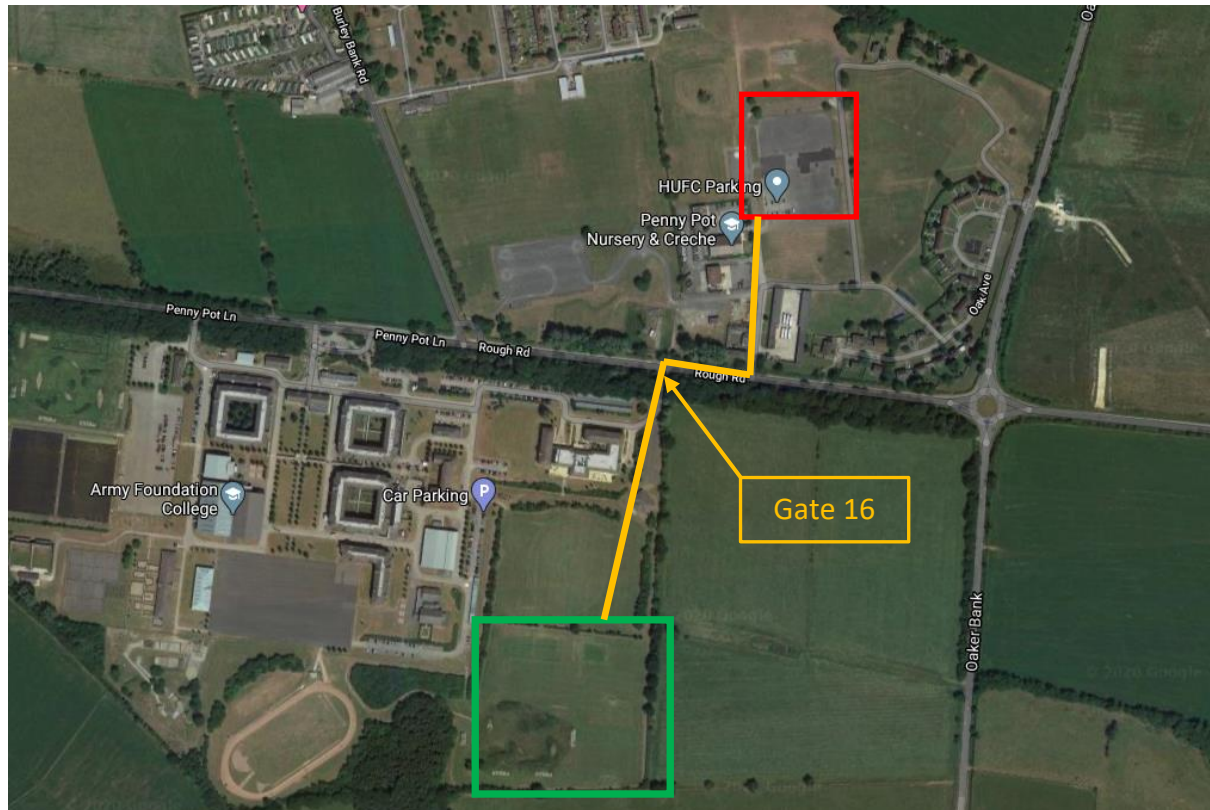 Burley Bank Rd
HUFC Parking
Penny Pot
Nursery & Creche
Oak Ave
Penny Pot Ln
Penny Pot Ln
Rough Rd
Rough Rd
Army Foundation
College
Car Parking
P
Gate 16
Oaker Bank
© 2020 Google